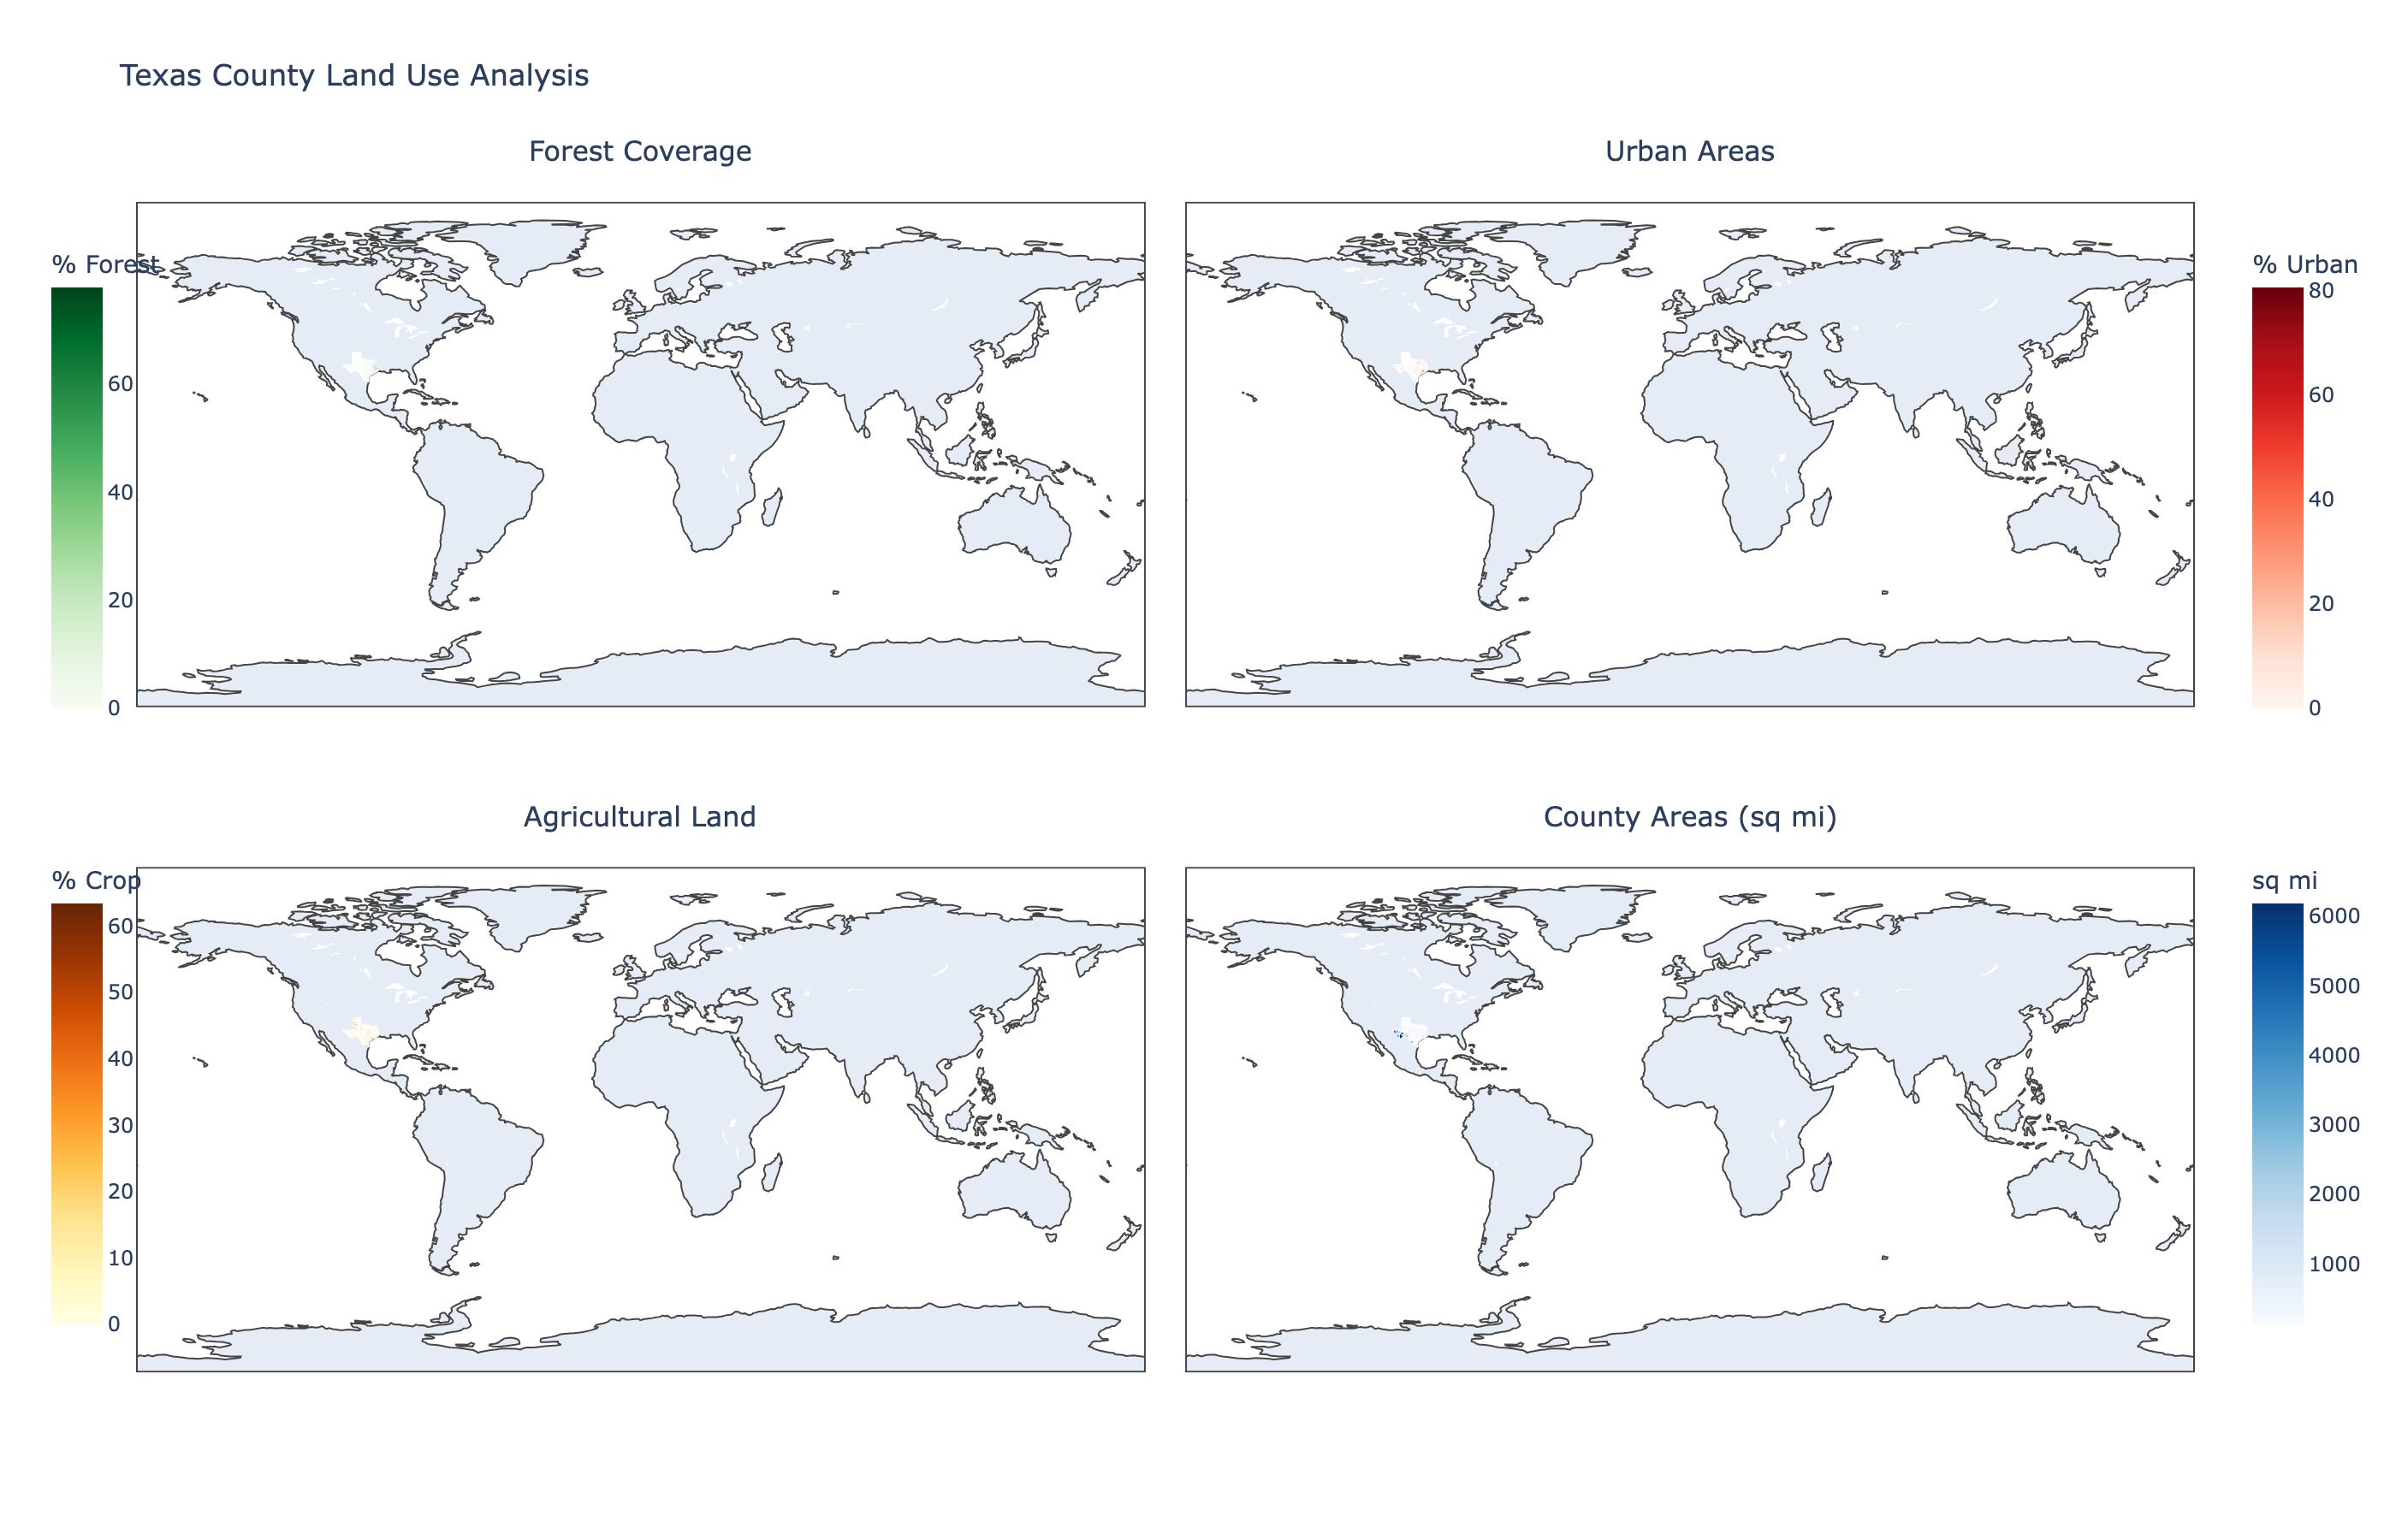 Texas County Land Use Analysis
Forest Coverage
Urban Areas
% Forest
60
40
20
0
% Urban
80
60
40
20
0
Agricultural Land
County Areas (sq mi)
% Crop
60
50
40
30
20
10
0
sq mi
6000
5000
4000
3000
2000
1000